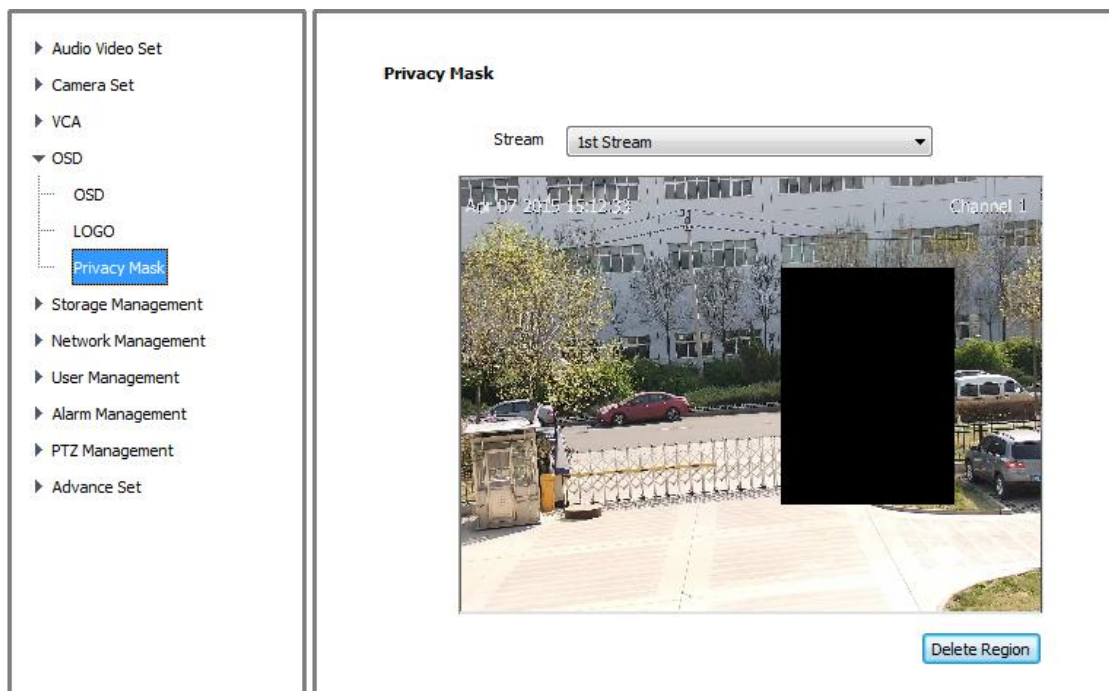 Audio Video Set
Camera Set
VCA
OSD
OSD
LOGO
Privacy Mask
Storage Management
Network Management
User Management
Alarm Management
PTZ Management
Advance Set
Privacy Mask
Stream 1st Stream
Apr 07 2015 15:12:33 Channel 1
Delete Region